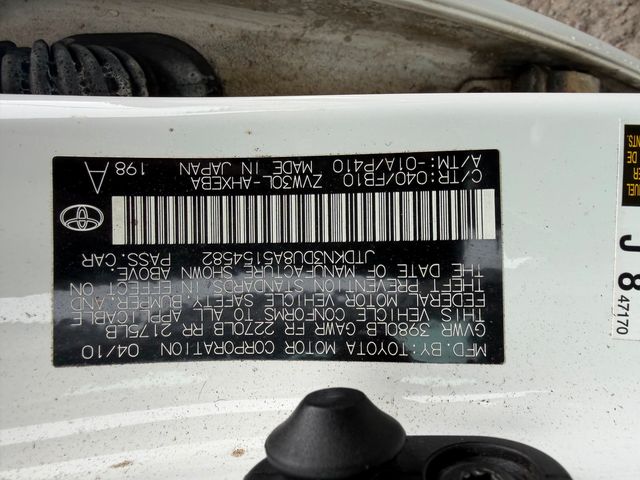 MFD. BY: TOYOTA MOTOR CORPORATION 04/10
GVWR 3980LB GAWR FR 2270LB RR 2175LB
THIS VEHICLE CONFORMS TO ALL APPLICABLE
FEDERAL MOTOR VEHICLE SAFETY, BUMPER, AND
THEFT PREVENTION STANDARDS IN EFFECT ON
THE DATE OF MANUFACTURE SHOWN ABOVE.
JTDKN3DU8A5154582 PASS. CAR
C/TR: 040/FB10 ZVW30L-AHXEBA
A/TM: -01A/P410 MADE IN JAPAN 198 A
J 8
47170